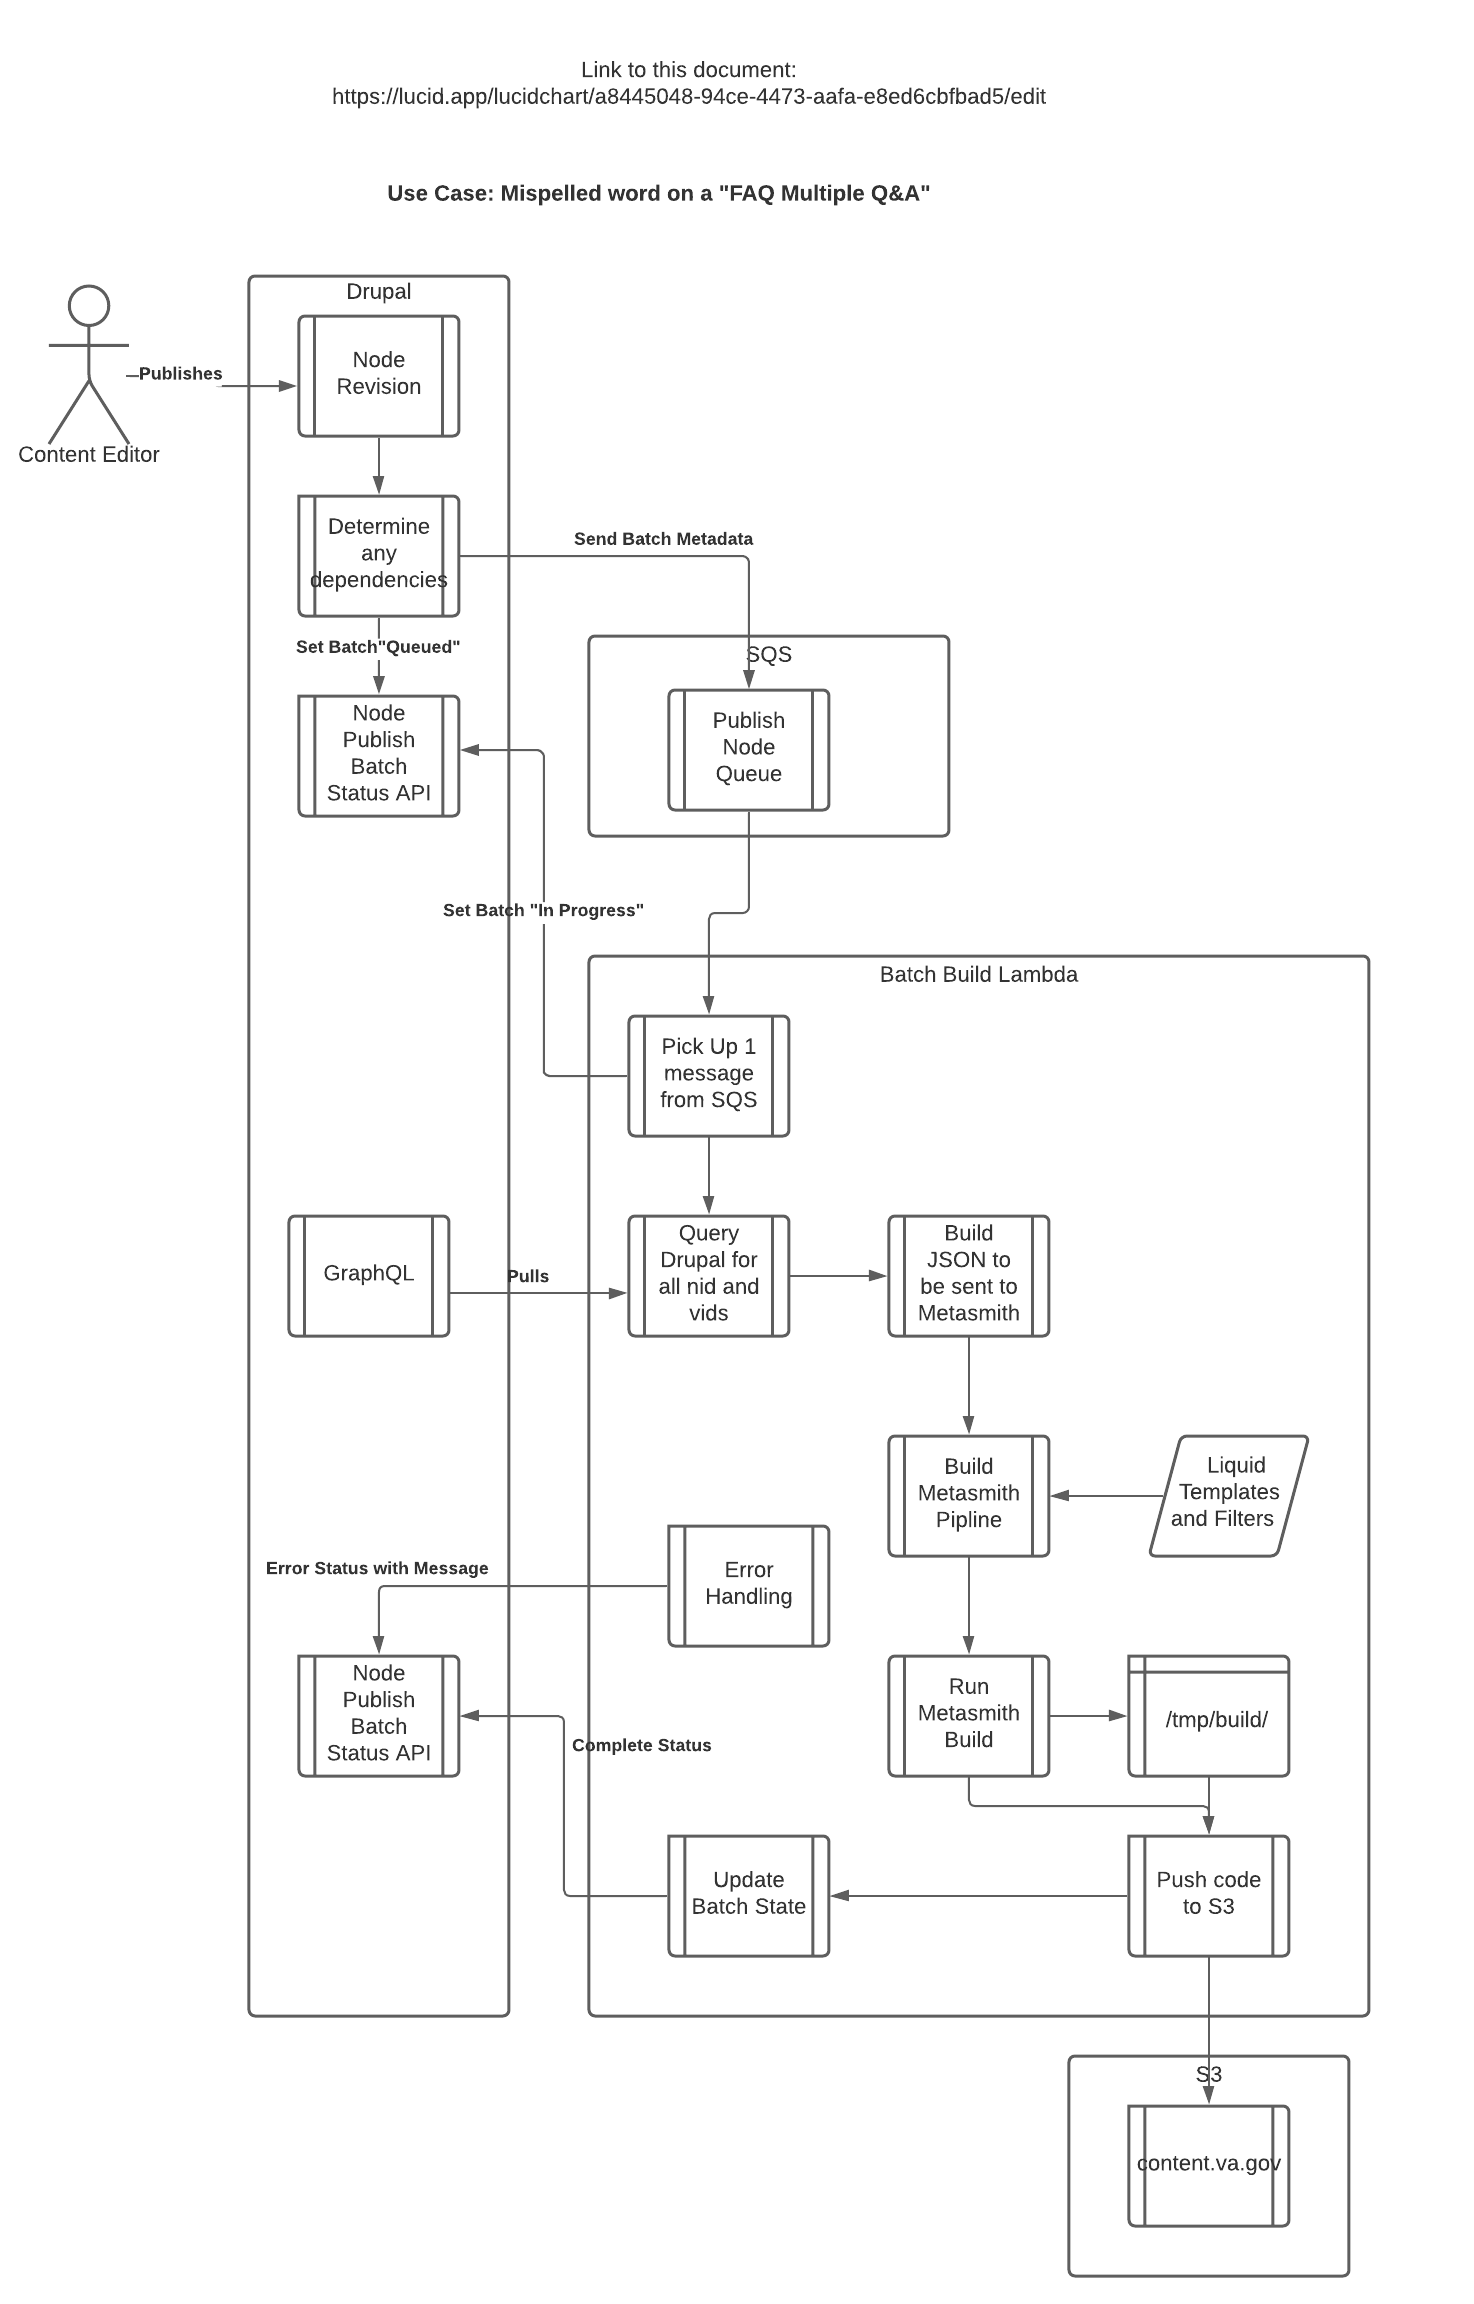 Link to this document:
https://lucid.app/lucidchart/a8445048-94ce-4473-aafa-e8ed6cbfbad5/edit
Use Case: Mispelled word on a "FAQ Multiple Q&A"
Drupal
Node
Revision
Publishes
Content Editor
Determine
any
dependencies
Send Batch Metadata
Set Batch"Queued"
SQS
Node
Publish
Batch
Status API
Publish
Node
Queue
Set Batch "In Progress"
Batch Build Lambda
Pick Up 1
message
from SQS
GraphQL
Pulls
Query
Drupal for
all nid and
vids
Build
JSON to
be sent to
Metasmith
Build
Metasmith
Pipline
Liquid
Templates
and Filters
Error Status with Message
Error
Handling
Node
Publish
Batch
Status API
Complete Status
Run
Metasmith
Build
/tmp/build/
Update
Batch State
Push code
to S3
S3
content.va.gov